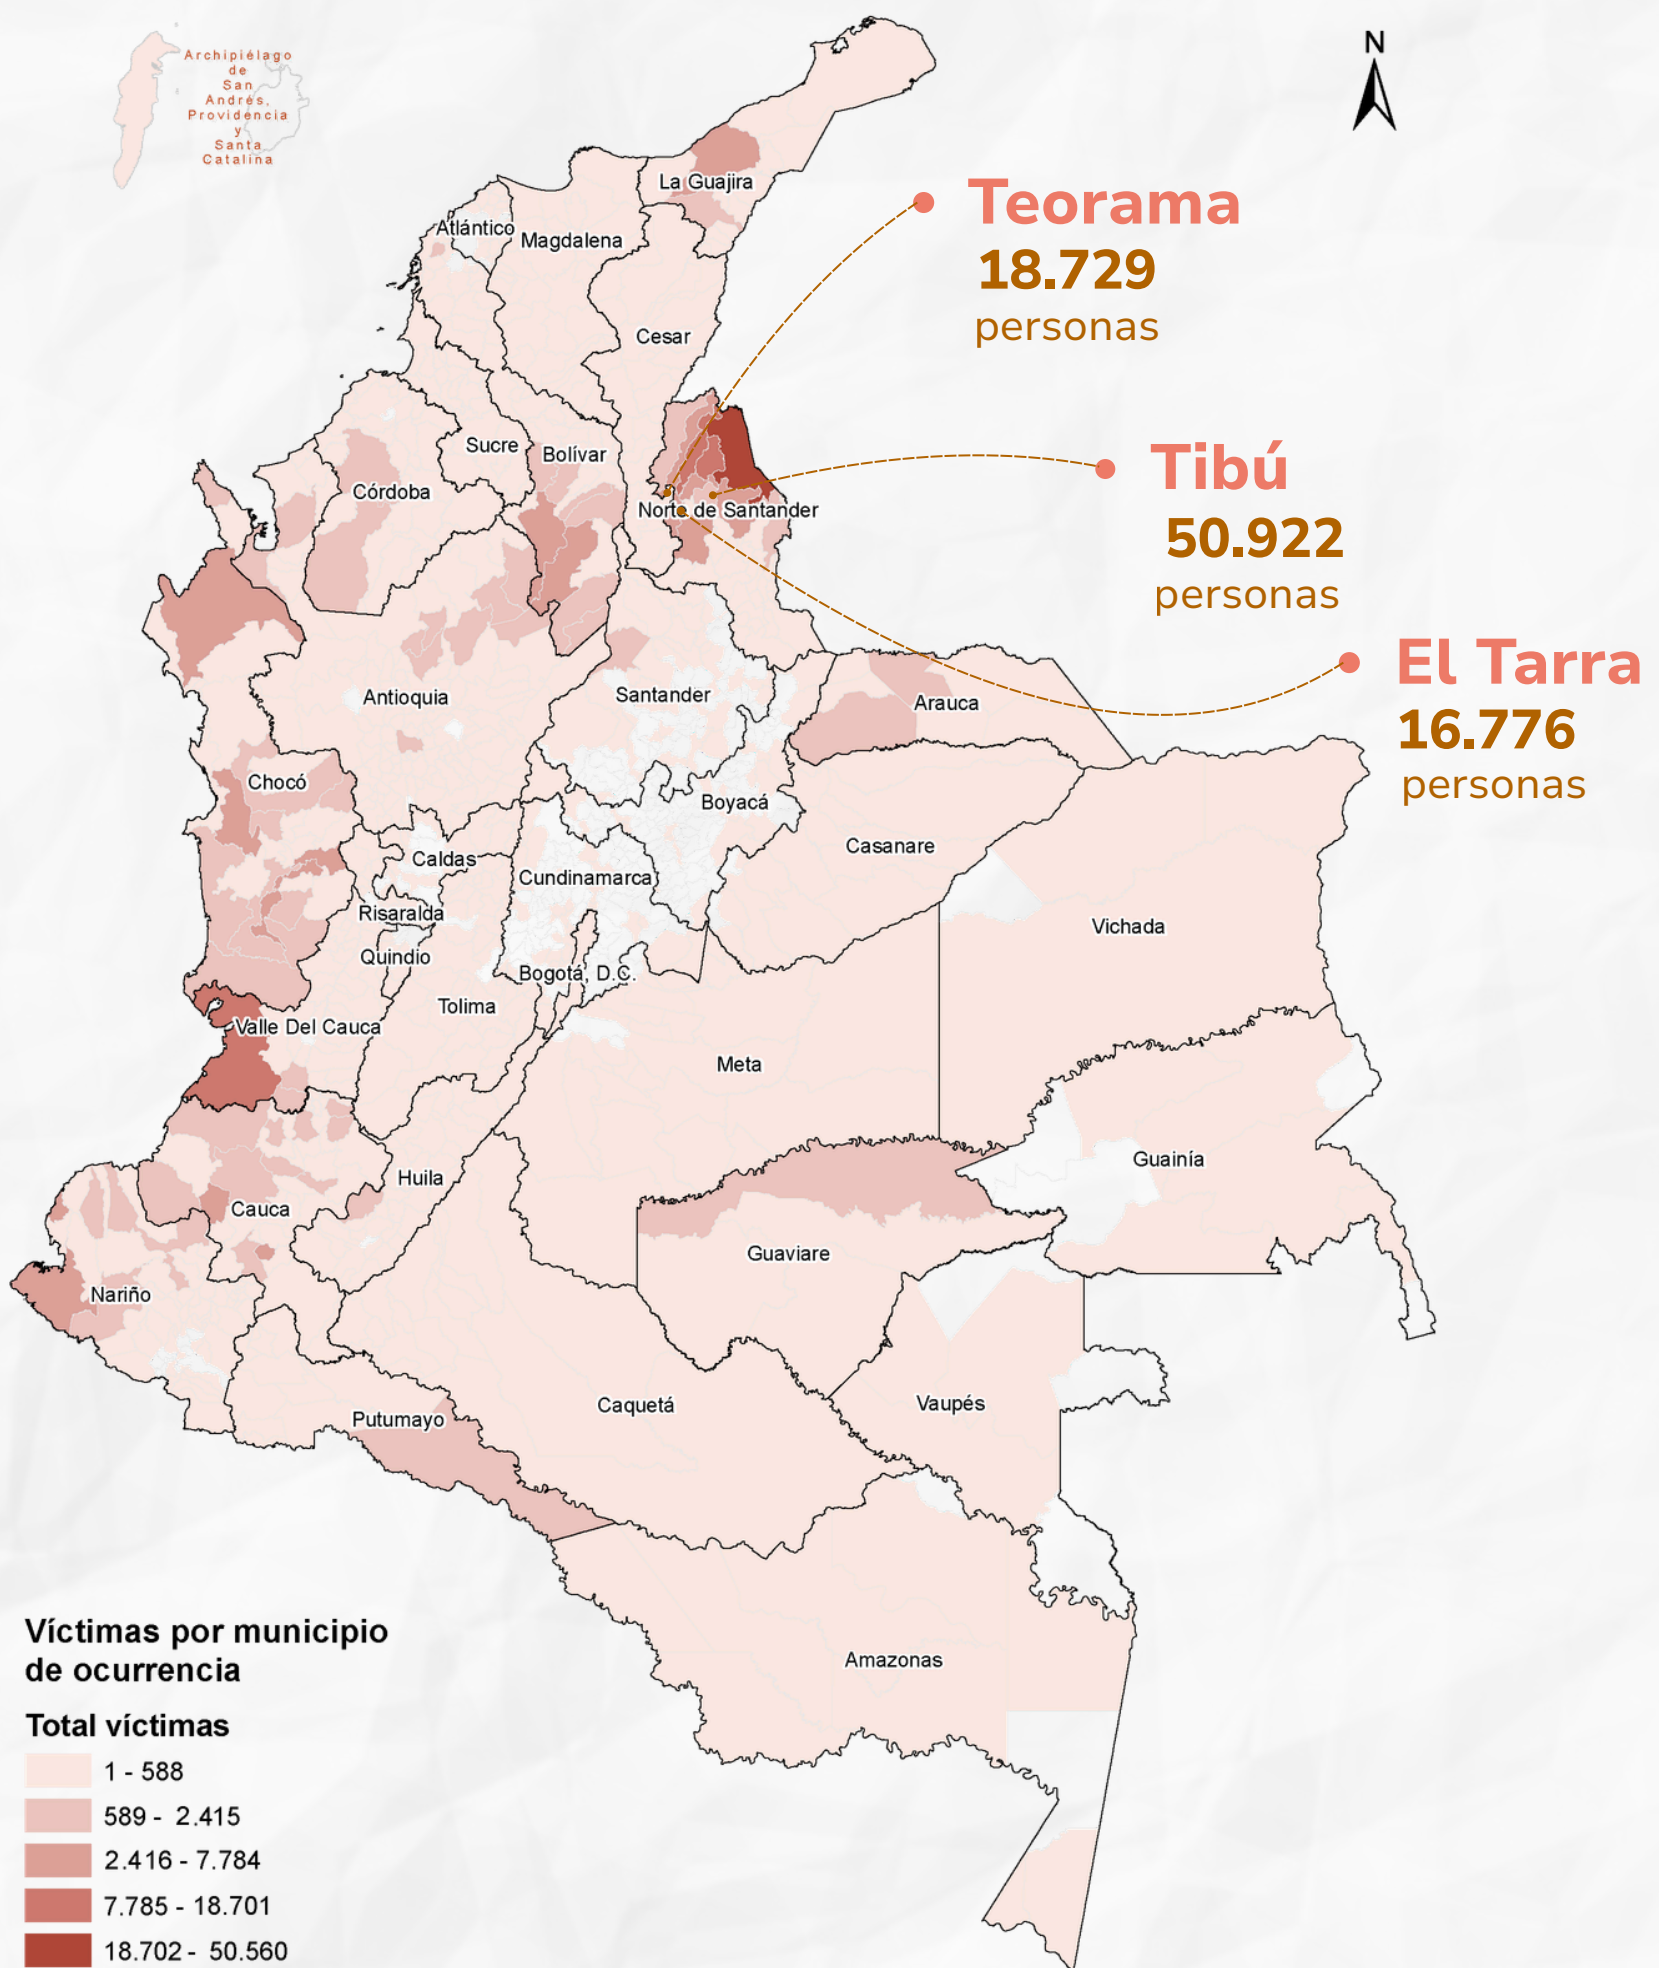 Archipiélago
de
San
Andrés,
Providencia
y
Santa
Catalina
N
La Guajira
Atlántico
Magdalena
Cesar
Sucre
Bolívar
Córdoba
Norte de Santander
Teorama
18.729
personas
Tibú
50.922
personas
El Tarra
16.776
personas
Antioquia
Santander
Arauca
Chocó
Boyacá
Casanare
Caldas
Cundinamarca
Risaralda
Vichada
Quindio
Bogotá, D.C.
Tolima
Valle Del Cauca
Meta
Guainía
Huila
Cauca
Guaviare
Nariño
Caquetá
Vaupés
Putumayo
Amazonas
Víctimas por municipio
de ocurrencia
Total víctimas
1 - 588
589 - 2.415
2.416 - 7.784
7.785 - 18.701
18.702 - 50.560